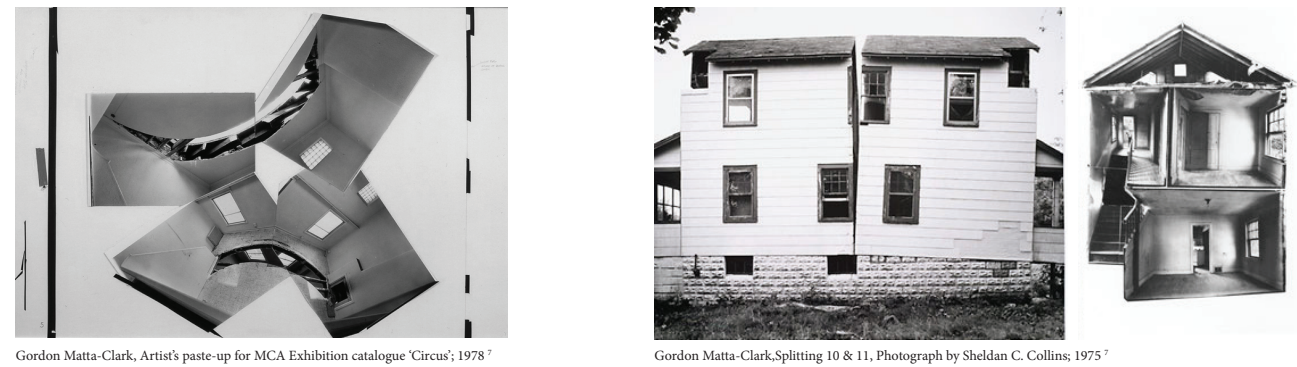 Gordon Matta-Clark, Artist's paste-up for MCA Exhibition catalogue 'Circus'; 1978 7
Gordon Matta-Clark,Splitting 10 & 11, Photograph by Sheldan C. Collins; 1975 7